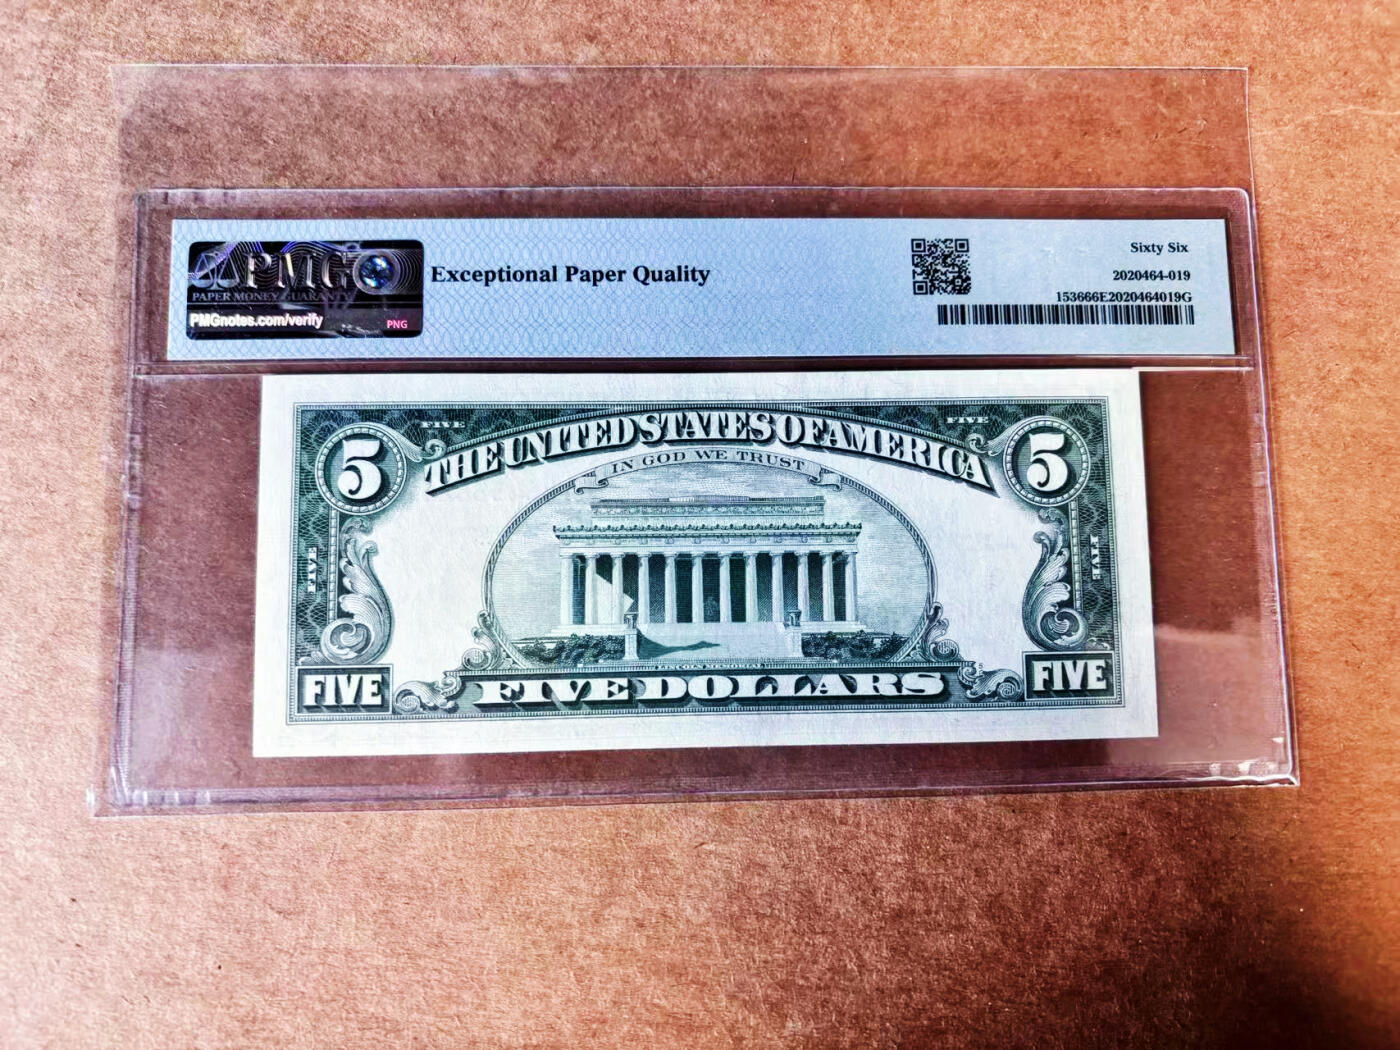 PMG
PAPER MONEY GUARANTY
PMGnotes.com/verify
PNG
Exceptional Paper Quality
Sixty Six
2020464-019
153666E2020464019G
5
FIVE
THE UNITED STATES OF AMERICA
FIVE
5
IN GOD WE TRUST
FIVE
FIVE
LINCOLN MEMORIAL
FIVE
FIVE DOLLARS
FIVE